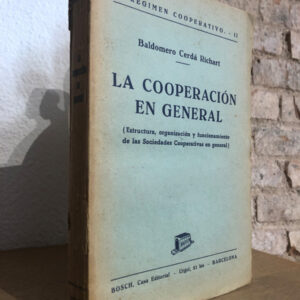 RÉGIMEN COOPERATIVO. - II
Baldomero Cerdá Richart
LA COOPERACIÓN
EN GENERAL
(Estructura, organización y funcionamiento
de las Sociedades Cooperativas en general)
BOSCH, Casa Editorial - Urgel, 51 bis - BARCELONA